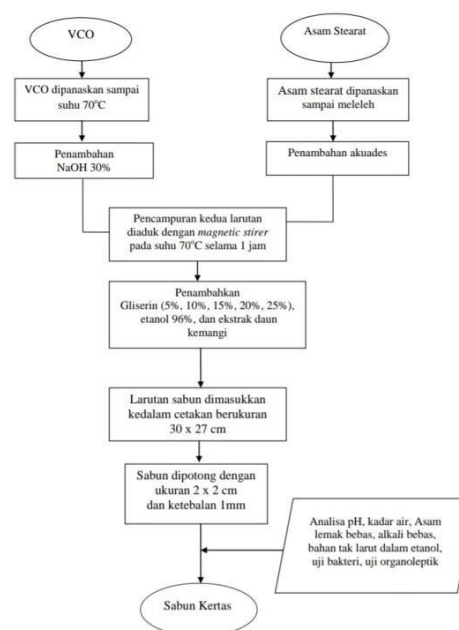 VCO
VCO dipanaskan sampai
suhu 70°C
Penambahan
NaOH 30%
Asam Stearat
Asam stearat dipanaskan
sampai meleleh
Penambahan akuades
Pencampuran kedua larutan
diaduk dengan magnetic stirer
pada suhu 70°C selama 1 jam
Penambahkan
Gliserin (5%, 10%, 15%, 20%, 25%),
etanol 96%, dan ekstrak daun
kemangi
Larutan sabun dimasukkan
kedalam cetakan berukuran
30 x 27 cm
Sabun dipotong dengan
ukuran 2 x 2 cm
dan ketebalan 1mm
Analisa pH, kadar air, Asam
lemak bebas, alkali bebas,
bahan tak larut dalam etanol,
uji bakteri, uji organoleptik
Sabun Kertas